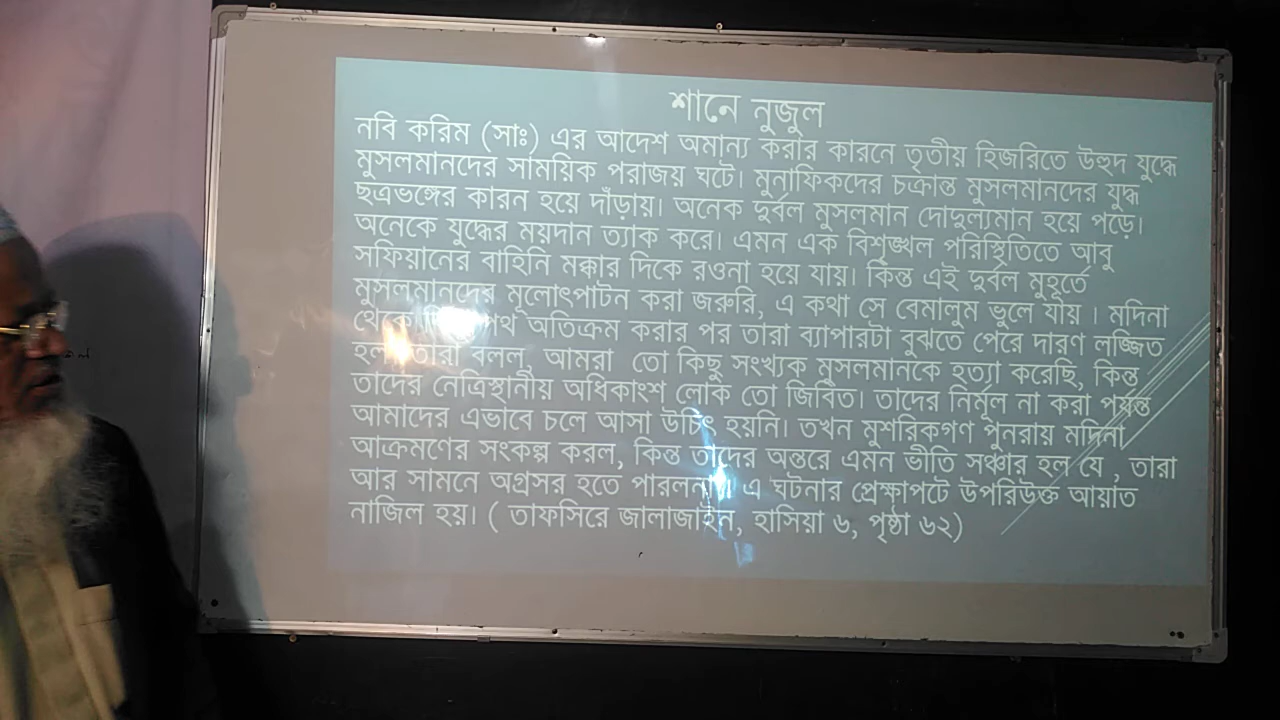 শানে নুজুল
নবি করিম (সাঃ) এর আদেশ অমান্য করার কারনে তৃতীয় হিজরিতে উহুদ যুদ্ধে
মুসলমানদের সাময়িক পরাজয় ঘটে। মুনাফিকদের চক্রান্ত মুসলমানদের যুদ্ধ
ছত্রভঙ্গের কারন হয়ে দাঁড়ায়। অনেক দুর্বল মুসলমান দোদুল্যমান হয়ে পড়ে।
অনেকে যুদ্ধের ময়দান ত্যাক করে। এমন এক বিশৃঙ্খল পরিস্থিতিতে আবু
সফিয়ানের বাহিনি মক্কার দিকে রওনা হয়ে যায়। কিন্ত এই দুর্বল মুহূর্তে
মুসলমানদের মূলোৎপাটন করা জরুরি, এ কথা সে বেমালুম ভুলে যায় । মদিনা
থেকে পথ অতিক্রম করার পর তারা ব্যাপারটা বুঝতে পেরে দারণ লজ্জিত
হল। তারা বলল, আমরা তো কিছু সংখ্যক মুসলমানকে হত্যা করেছি, কিন্ত
তাদের নেত্রিস্থানীয় অধিকাংশ লোক তো জিবিত। তাদের নির্মূল না করা পর্যন্ত
আমাদের এভাবে চলে আসা উচিৎ হয়নি। তখন মুশরিকগণ পুনরায় মদিনা
আক্রমণের সংকল্প করল, কিন্ত তাদের অন্তরে এমন ভীতি সঞ্চার হল যে , তারা
আর সামনে অগ্রসর হতে পারলনা। এ ঘটনার প্রেক্ষাপটে উপরিউক্ত আয়াত
নাজিল হয়। ( তাফসিরে জালাজাইন, হাসিয়া ৬, পৃষ্ঠা ৬২)